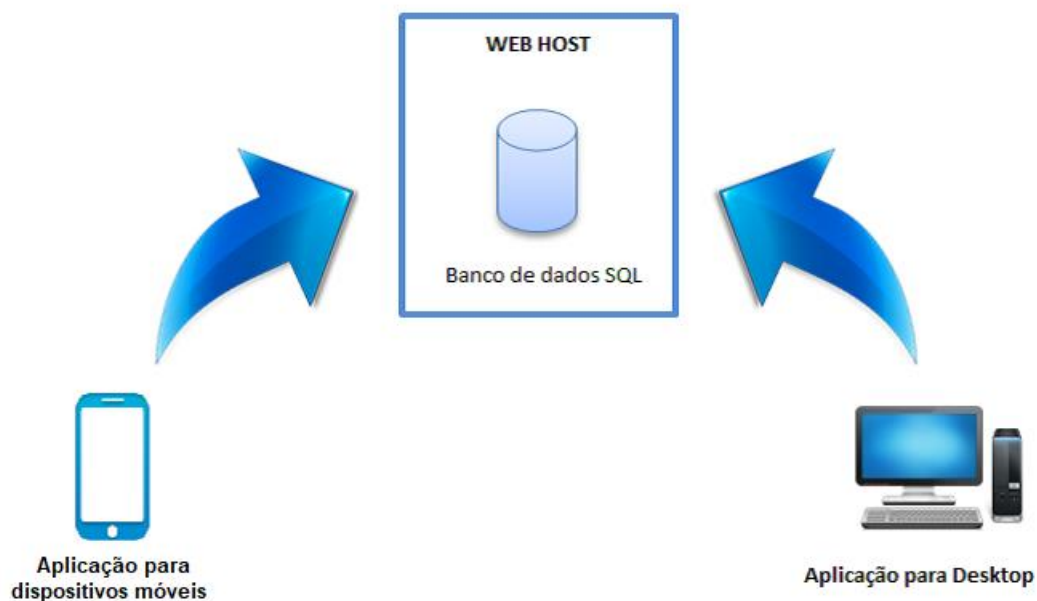 WEB HOST
Banco de dados SQL
Aplicação para
dispositivos móveis
Aplicação para Desktop